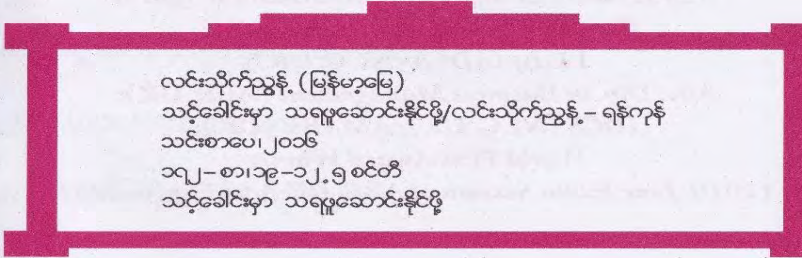 လင်းသိုက်ညွန့် (မြန်မာ့မြေ)
သင့်ခေါင်းမှာ သရဖူဆောင်းနိုင်ဖို့/လင်းသိုက်ညွန့်-ရန်ကုန်
သင်းစာပေ၊၂၀၁၆
၁၇၂-စာ၊၁၉-၁၂.၅စင်တီ
သင့်ခေါင်းမှာ သရဖူဆောင်းနိုင်ဖို့